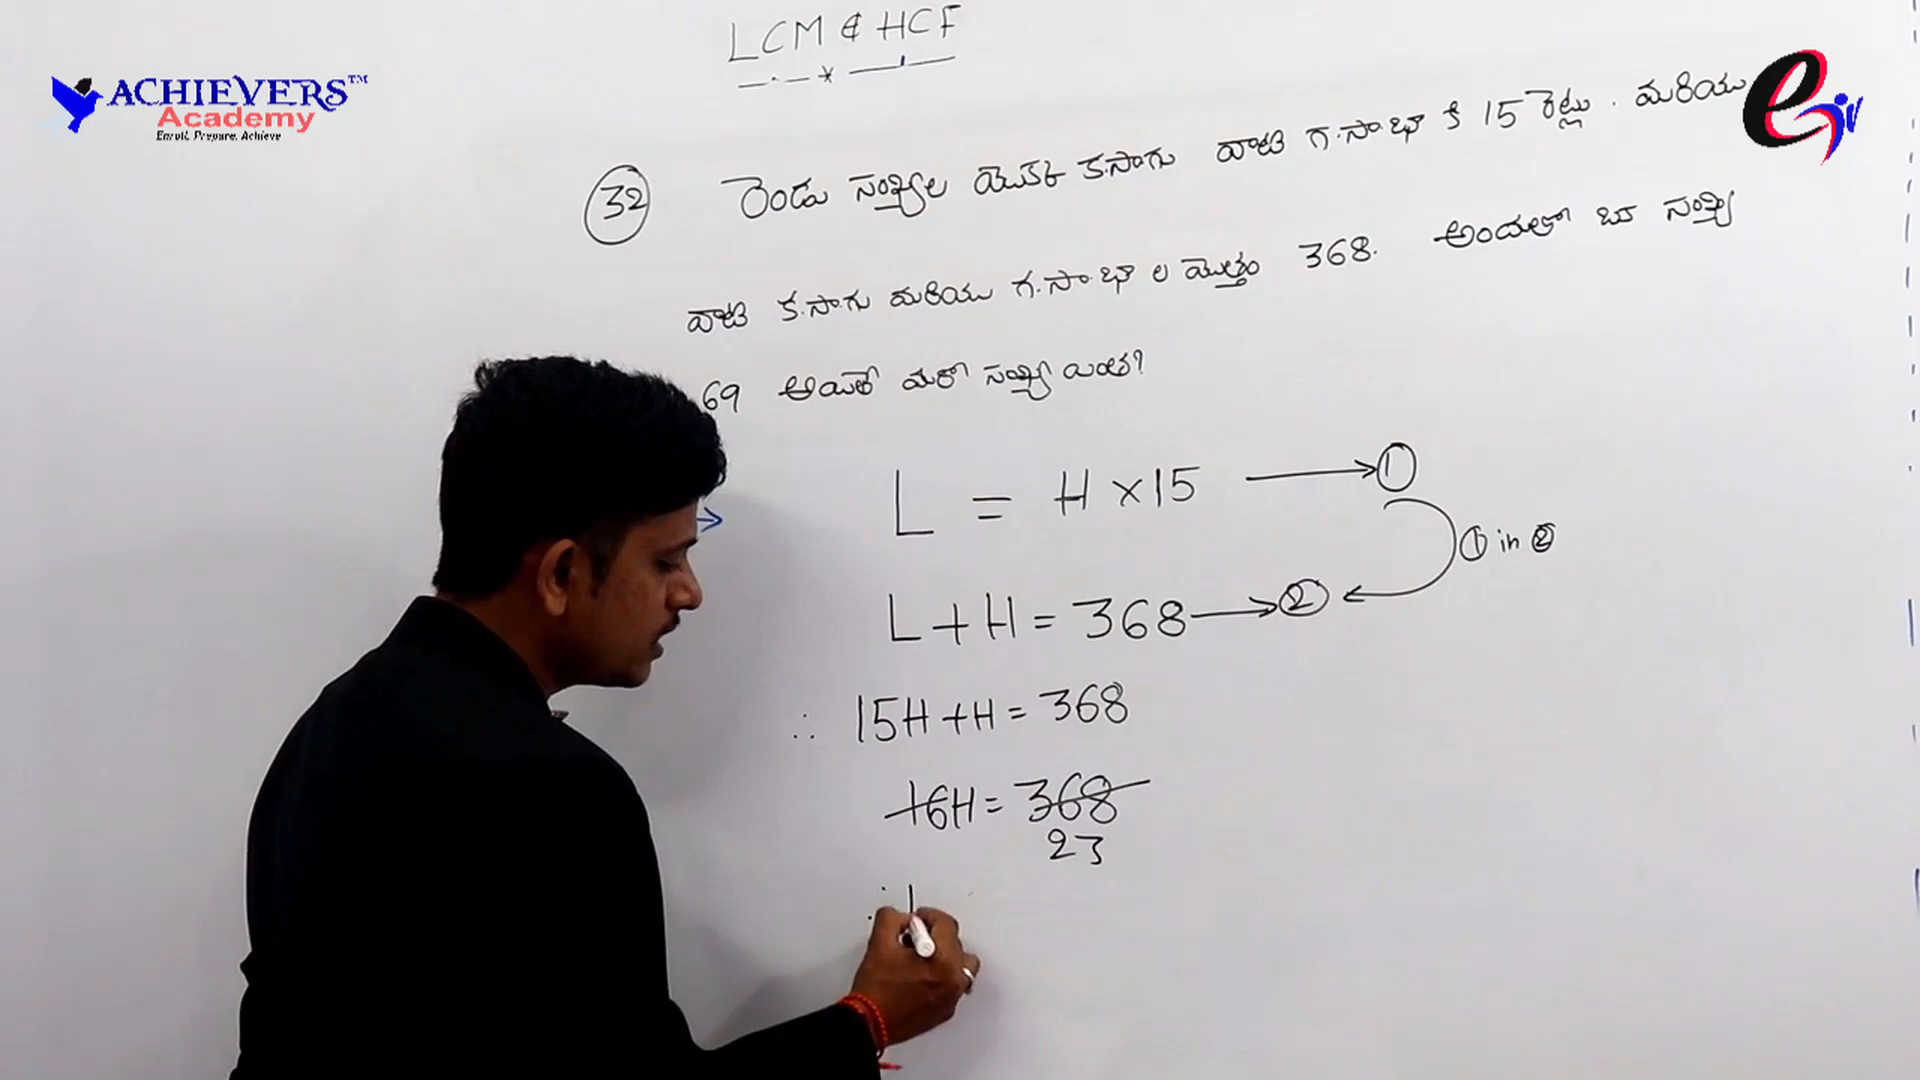 LCM & HCF
ACHIEVERS™
Academy
Enroll. Prepare. Achieve
32 రెండు సంఖ్యల యొక్క క.సాగు వాటి గ.సా.భా కి 15 రెట్లు. మరియు
వాటి క.సా.గు మరియు గ.సా.భా ల మొత్తం 368. అందులో ఒక సంఖ్య
69 అయితే మరో సంఖ్య ఎంత?
L = H × 15 → 1
1 in 2
L + H = 368 → 2
∴ 15H + H = 368
16H = 368
23